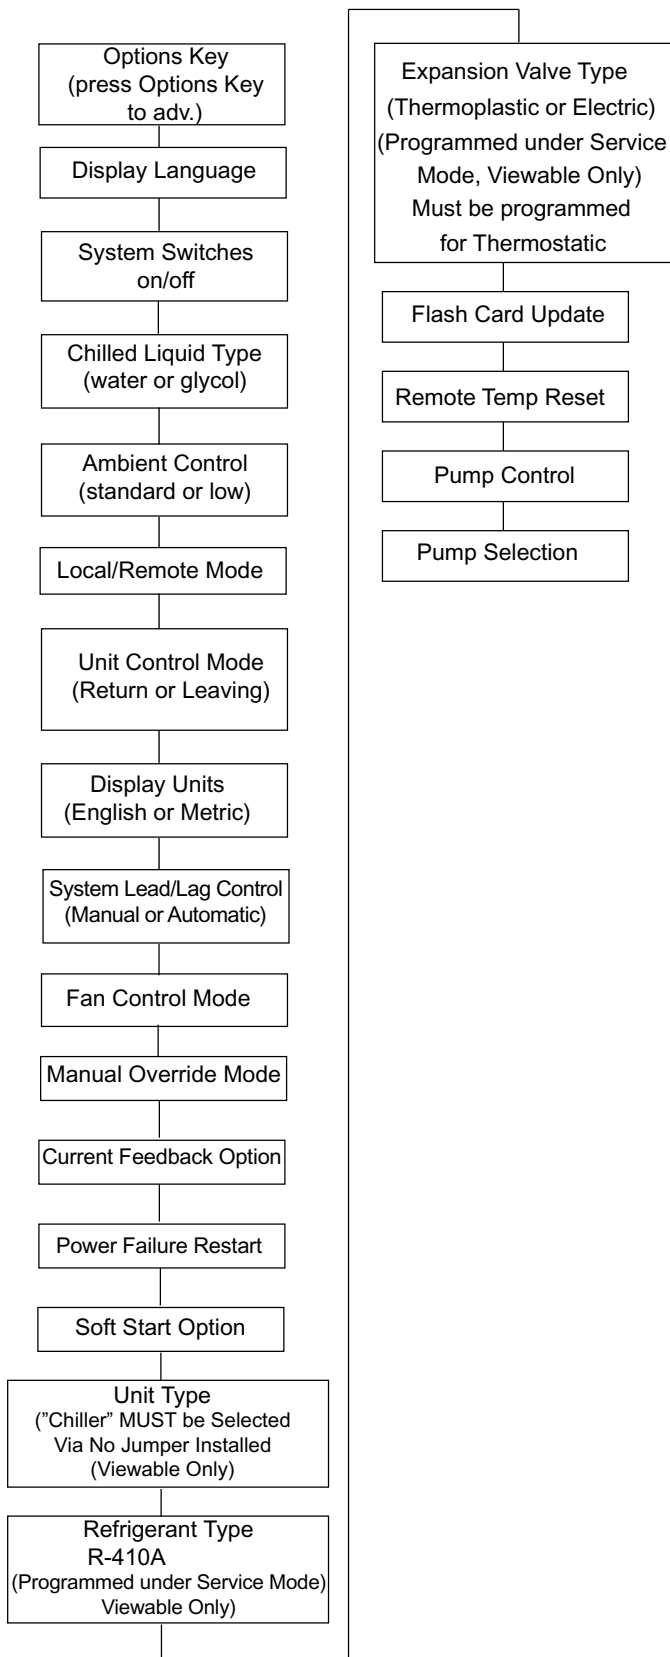 Options Key
(press Options Key
to adv.)
Display Language
System Switches
on/off
Chilled Liquid Type
(water or glycol)
Ambient Control
(standard or low)
Local/Remote Mode
Unit Control Mode
(Return or Leaving)
Display Units
(English or Metric)
System Lead/Lag Control
(Manual or Automatic)
Fan Control Mode
Manual Override Mode
Current Feedback Option
Power Failure Restart
Soft Start Option
Unit Type
(”Chiller” MUST be Selected
Via No Jumper Installed
(Viewable Only)
Refrigerant Type
R-410A
(Programmed under Service Mode)
Viewable Only)
Expansion Valve Type
(Thermoplastic or Electric)
(Programmed under Service
Mode, Viewable Only)
Must be programmed
for Thermostatic
Flash Card Update
Remote Temp Reset
Pump Control
Pump Selection